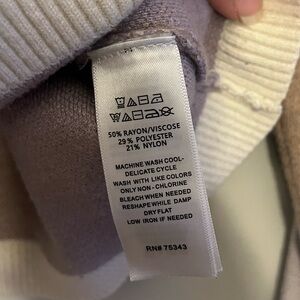 50% RAYON/VISCOSE
29% POLYESTER
21% NYLON
MACHINE WASH COOL-
DELICATE CYCLE
WASH WITH LIKE COLORS
ONLY NON-CHLORINE
BLEACH WHEN NEEDED
RESHAPE WHILE DAMP
DRY FLAT
LOW IRON IF NEEDED
RN# 75343